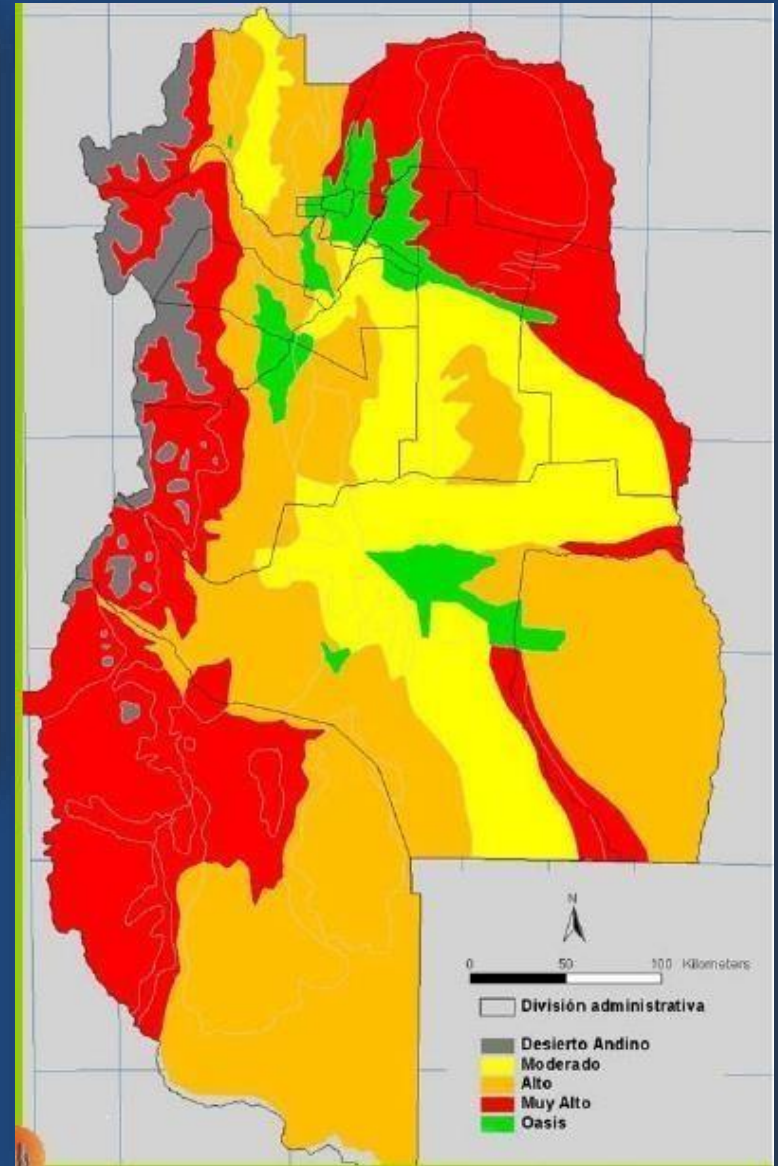 N
0 50 100 Kilometers
División administrativa
Desierto Andino
Moderado
Alto
Muy Alto
Oasis